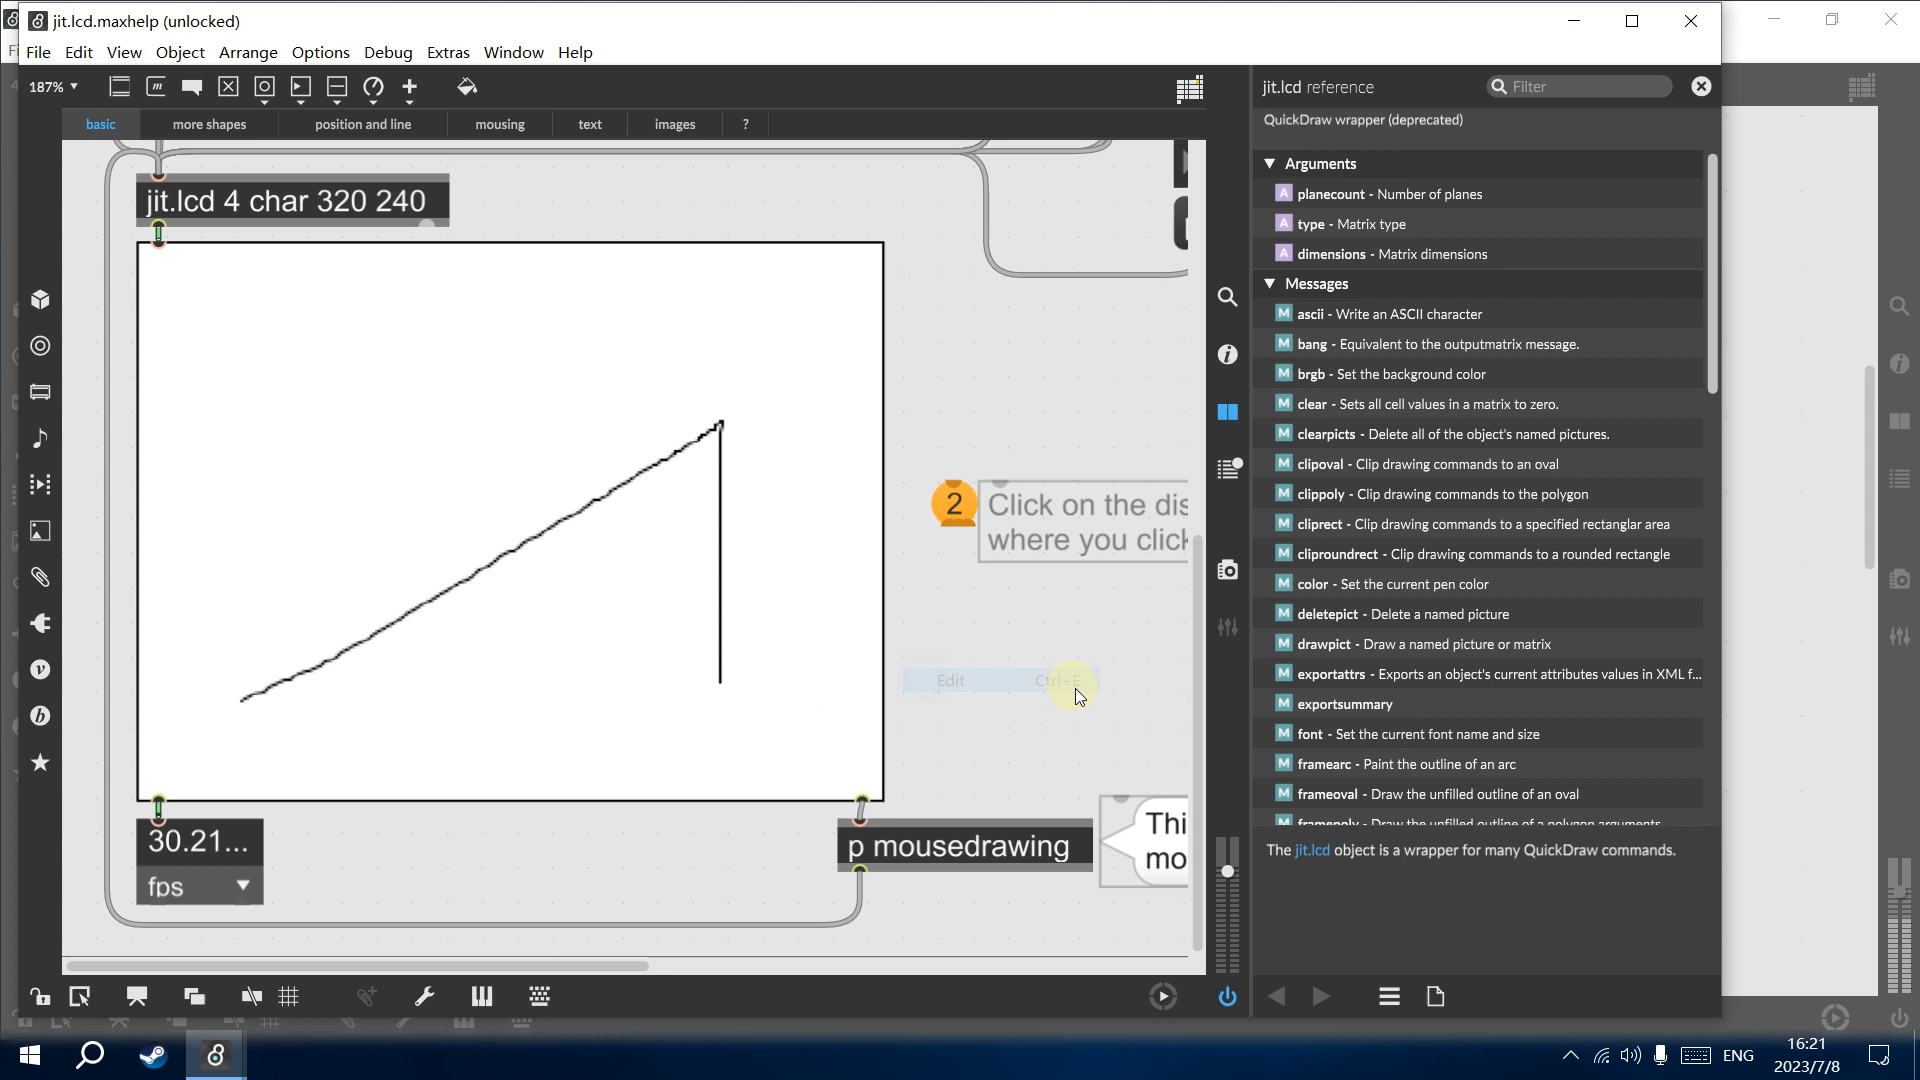 jit.lcd.maxhelp (unlocked)
File Edit View Object Arrange Options Debug Extras Window Help
187%
jit.lcd reference
Filter
basic
more shapes
position and line
mousing
text
images
?
QuickDraw wrapper (deprecated)
Arguments
A planecount - Number of planes
A type - Matrix type
A dimensions - Matrix dimensions
Messages
M ascii - Write an ASCII character
M bang - Equivalent to the outputmatrix message.
M brgb - Set the background color
M clear - Sets all cell values in a matrix to zero.
M clearpicts - Delete all of the object's named pictures.
M clipoval - Clip drawing commands to an oval
M clippoly - Clip drawing commands to the polygon
M cliprect - Clip drawing commands to a specified rectanglar area
M cliproundrect - Clip drawing commands to a rounded rectangle
M color - Set the current pen color
M deletepict - Delete a named picture
M drawpict - Draw a named picture or matrix
M exportattrs - Exports an object's current attributes values in XML f...
M exportsummary
M font - Set the current font name and size
M framearc - Paint the outline of an arc
M frameoval - Draw the unfilled outline of an oval
M framepoly - Draw the unfilled outline of a polygon arguments
The jit.lcd object is a wrapper for many QuickDraw commands.
jit.lcd 4 char 320 240
2
Click on the dis
where you click
Edit Ctrl+E
30.21...
fps
p mousedrawing
Thi
mo
ENG
16:21
2023/7/8